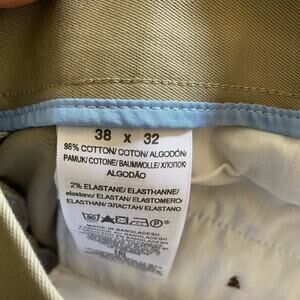 38 x 32
98% COTTON/ COTON/ ALGODÓN/
PAMUK/ COTONE/ BAUMWOLLE/ ХЛОПОК/
ALGODÃO
2% ELASTANE/ ELASTHANNE/
elastano/ ELASTAN/ ELASTOMERO/
ELASTHAN/ ЭЛАСТАН/ ELASTANO
MADE IN BANGLADESH